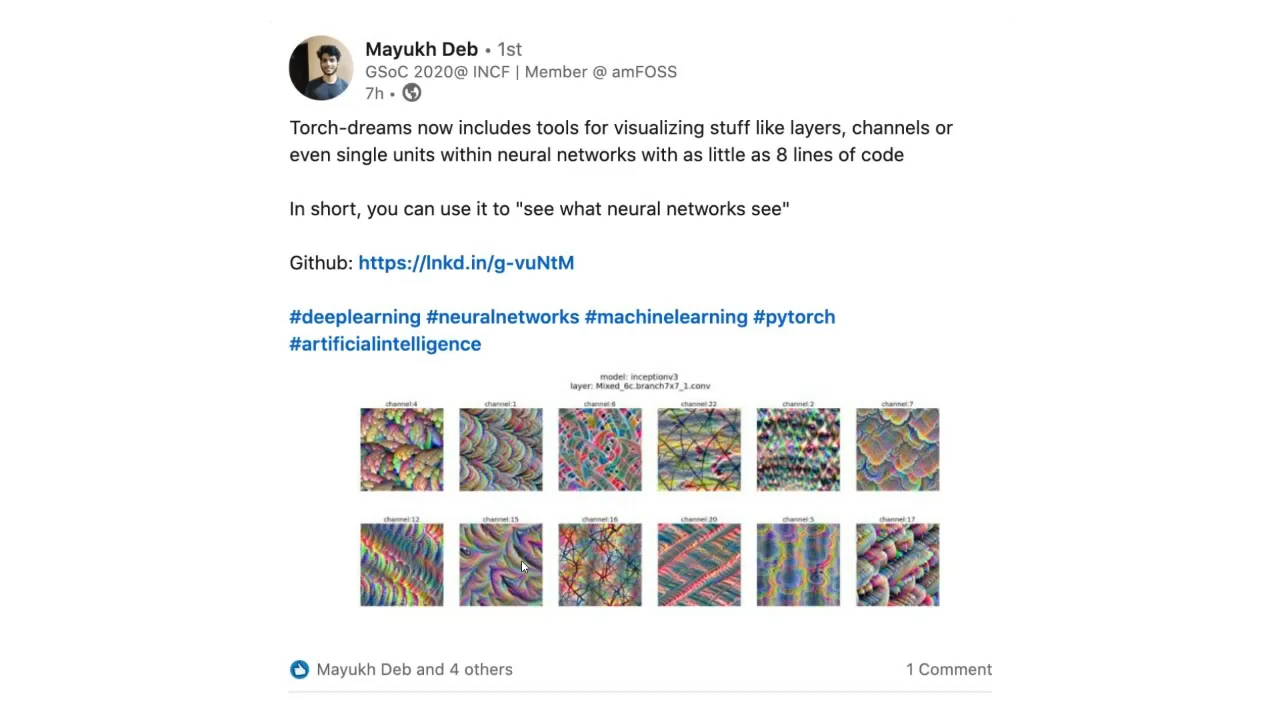 Mayukh Deb • 1st
GSoC 2020@ INCF | Member @ amFOSS
7h •
Torch-dreams now includes tools for visualizing stuff like layers, channels or
even single units within neural networks with as little as 8 lines of code
In short, you can use it to "see what neural networks see"
Github: https://lnkd.in/g-vuNtM
#deeplearning #neuralnetworks #machinelearning #pytorch
#artificialintelligence
model: inceptionv3
layer: Mixed_6c.branch7x7_1.conv
channel:4 channel:1 channel:6 channel:22 channel:2 channel:7
channel:12 channel:15 channel:16 channel:20 channel:5 channel:17
Mayukh Deb and 4 others 1 Comment